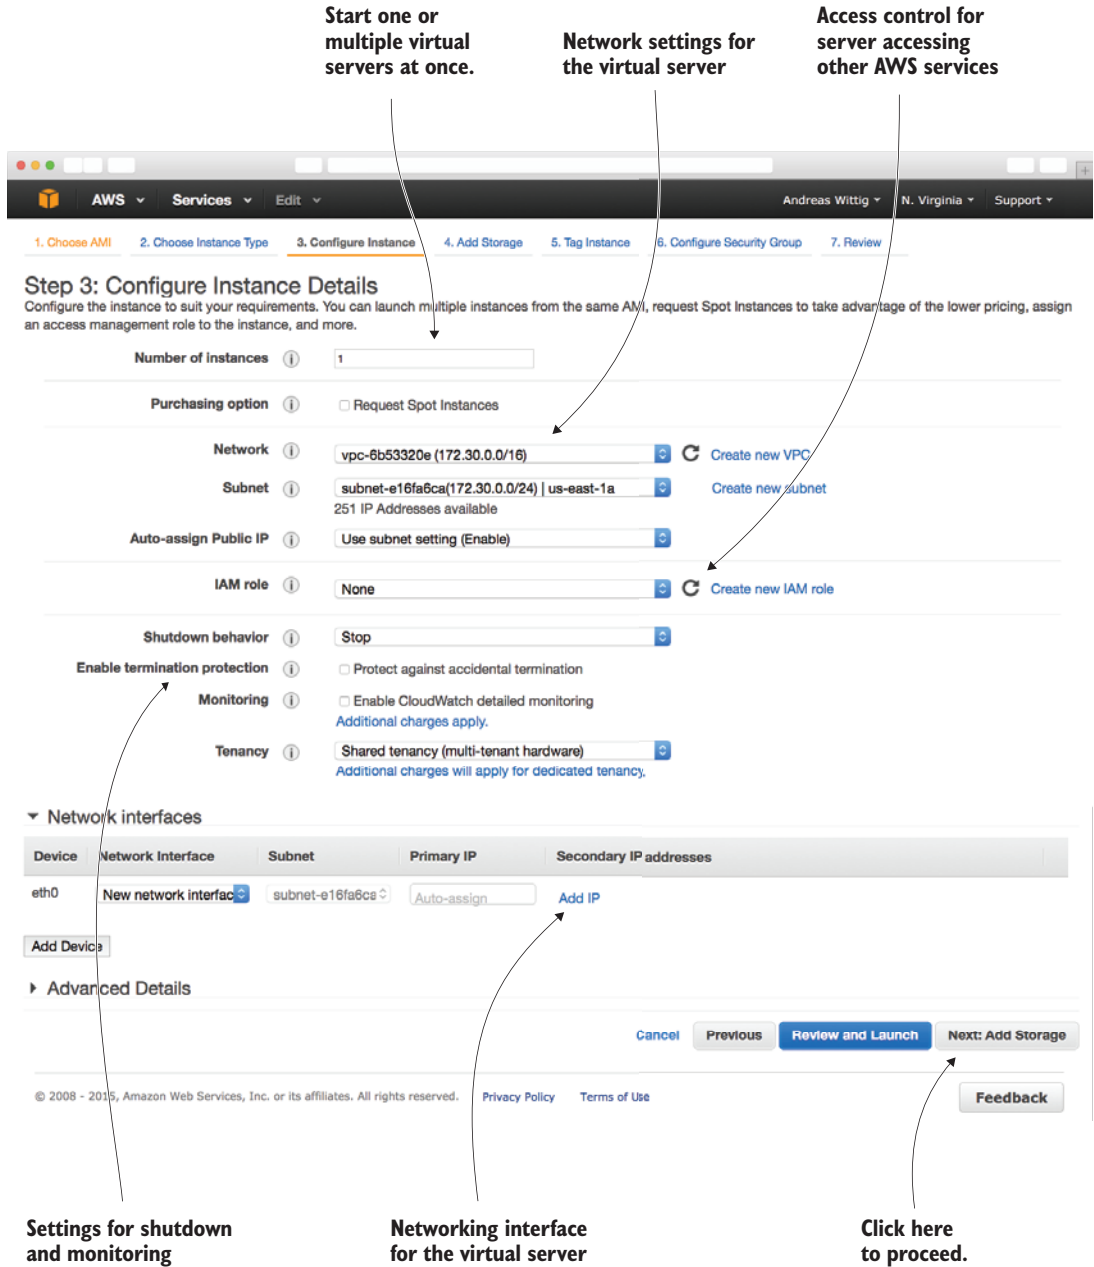 Start one or
multiple virtual
servers at once.
Network settings for
the virtual server
Access control for
server accessing
other AWS services
AWS Services Edit Andreas Wittig N. Virginia Support
1. Choose AMI 2. Choose Instance Type 3. Configure Instance 4. Add Storage 5. Tag Instance 6. Configure Security Group 7. Review
Step 3: Configure Instance Details
Configure the instance to suit your requirements. You can launch multiple instances from the same AMI, request Spot Instances to take advantage of the lower pricing, assign
an access management role to the instance, and more.
Number of instances 1
Purchasing option Request Spot Instances
Network vpc-6b53320e (172.30.0.0/16) Create new VPC
Subnet subnet-e16fa6ca(172.30.0.0/24) | us-east-1a Create new subnet
251 IP Addresses available
Auto-assign Public IP Use subnet setting (Enable)
IAM role None Create new IAM role
Shutdown behavior Stop
Enable termination protection Protect against accidental termination
Monitoring Enable CloudWatch detailed monitoring
Additional charges apply.
Tenancy Shared tenancy (multi-tenant hardware)
Additional charges will apply for dedicated tenancy.
Network interfaces
Device Network Interface Subnet Primary IP Secondary IP addresses
eth0 New network interfac subnet-e16fa6ca Auto-assign Add IP
Add Device
Advanced Details
Cancel Previous Review and Launch Next: Add Storage
© 2008 - 2015, Amazon Web Services, Inc. or its affiliates. All rights reserved. Privacy Policy Terms of Use Feedback
Settings for shutdown
and monitoring
Networking interface
for the virtual server
Click here
to proceed.